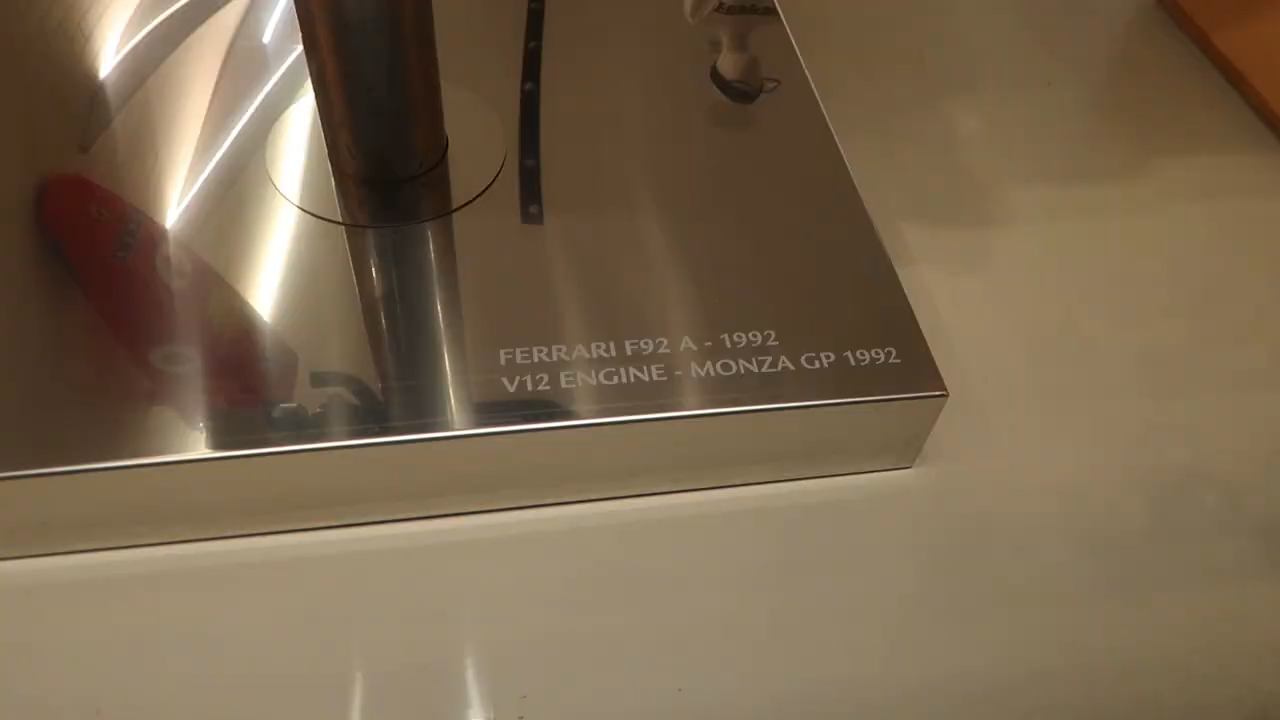 FERRARI F92 A - 1992
V12 ENGINE - MONZA GP 1992